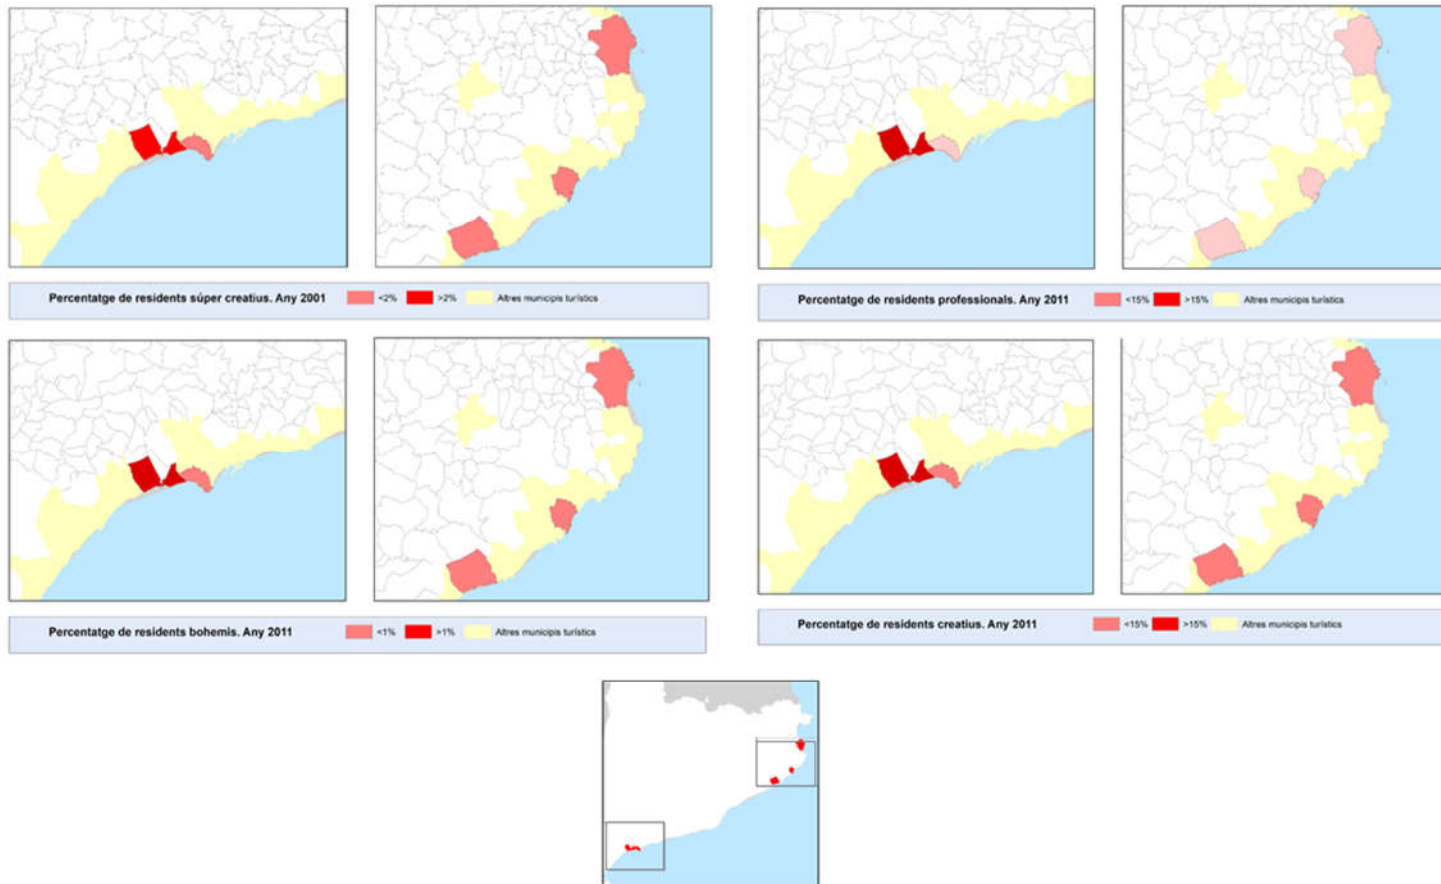 Percentatge de residents súper creatius. Any 2001 <2% >2% Altres municipis turístics
Percentatge de residents professionals. Any 2011 <15% >15% Altres municipis turístics
Percentatge de residents bohemis. Any 2011 <1% >1% Altres municipis turístics
Percentatge de residents creatius. Any 2011 <15% >15% Altres municipis turístics